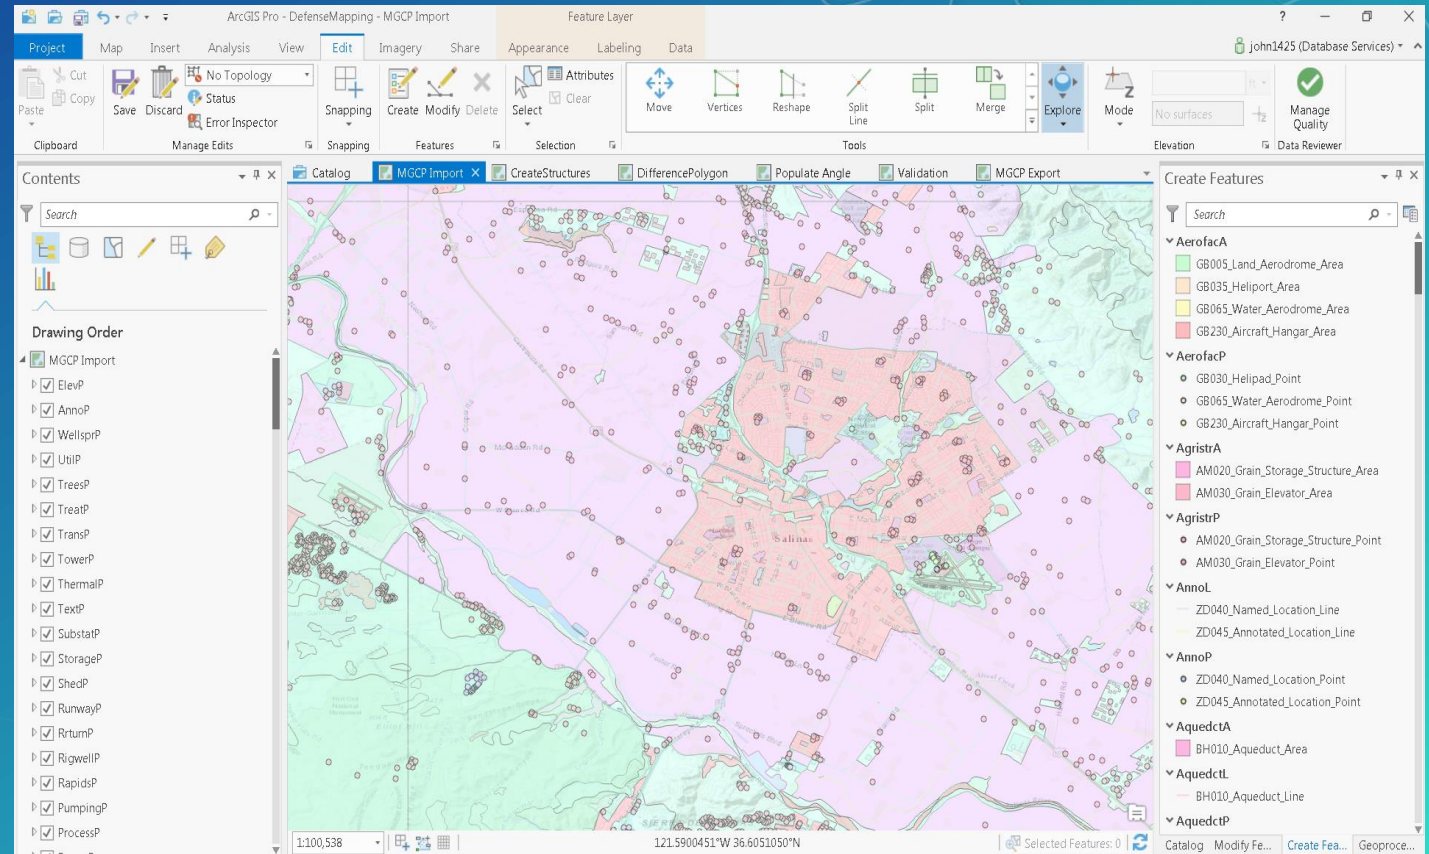 ArcGIS Pro - DefenseMapping - MGCP Import
Feature Layer
?
Project Map Insert Analysis View Edit Imagery Share Appearance Labeling Data
john1425 (Database Services)
Paste
Cut
Copy
Clipboard
Save
Discard
No Topology
Status
Error Inspector
Manage Edits
Snapping
Snapping
Create
Modify
Delete
Features
Select
Attributes
Clear
Selection
Move
Vertices
Reshape
Split
Line
Split
Merge
Tools
Explore
Mode
ft
No surfaces
Elevation
Manage
Quality
Data Reviewer
Contents
Search
Drawing Order
MGCP Import
ElevP
AnnoP
WellsprP
UtilP
TreesP
TreatP
TransP
TowerP
ThermalP
TextP
SubstatP
StorageP
ShedP
RunwayP
RrturnP
RigwellP
RapidsP
PumpingP
ProcessP
Catalog
MGCP Import
CreateStructures
DifferencePolygon
Populate Angle
Validation
MGCP Export
Salinas
1:100,538
121.5900451°W 36.6051050°N
Selected Features: 0
Create Features
Search
AerofacA
GB005_Land_Aerodrome_Area
GB035_Heliport_Area
GB065_Water_Aerodrome_Area
GB230_Aircraft_Hangar_Area
AerofacP
GB030_Helipad_Point
GB065_Water_Aerodrome_Point
GB230_Aircraft_Hangar_Point
AgristrA
AM020_Grain_Storage_Structure_Area
AM030_Grain_Elevator_Area
AgristrP
AM020_Grain_Storage_Structure_Point
AM030_Grain_Elevator_Point
AnnoL
ZD040_Named_Location_Line
ZD045_Annotated_Location_Line
AnnoP
ZD040_Named_Location_Point
ZD045_Annotated_Location_Point
AquedctA
BH010_Aqueduct_Area
AquedctL
BH010_Aqueduct_Line
AquedctP
Catalog Modify Fe... Create Fea... Geoproce...